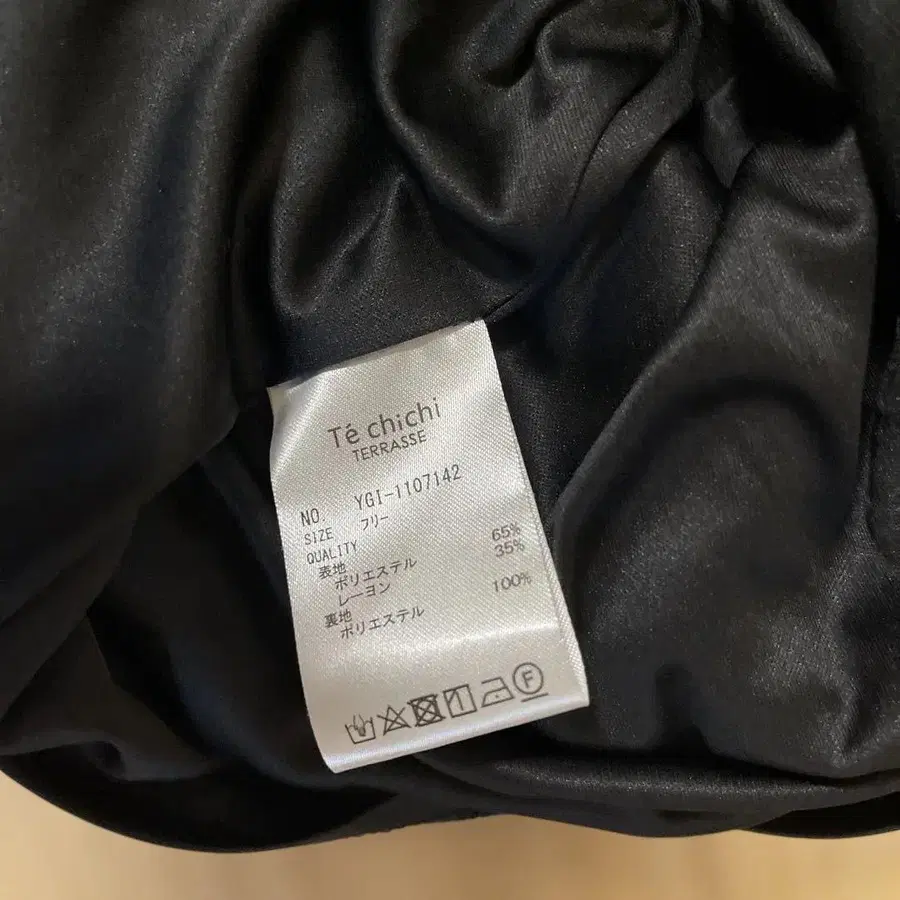 Té chichi
TERRASSE
NO. YGI-1107142
SIZE フリー
QUALITY
表地
ポリエステル 65%
レーヨン 35%
裏地
ポリエステル 100%
F